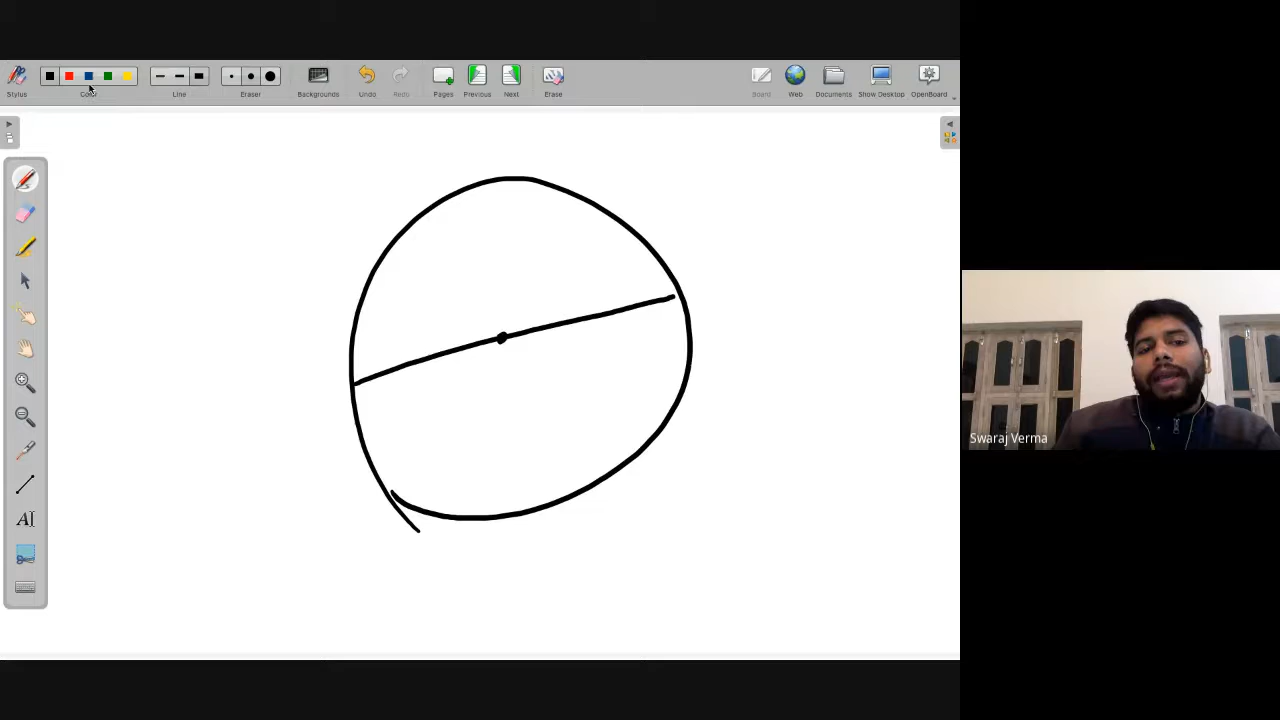 Stylus Color Line Eraser Backgrounds Undo Redo Pages Previous Next Erase Board Web Documents Show Desktop OpenBoard
AI
Swaraj Verma